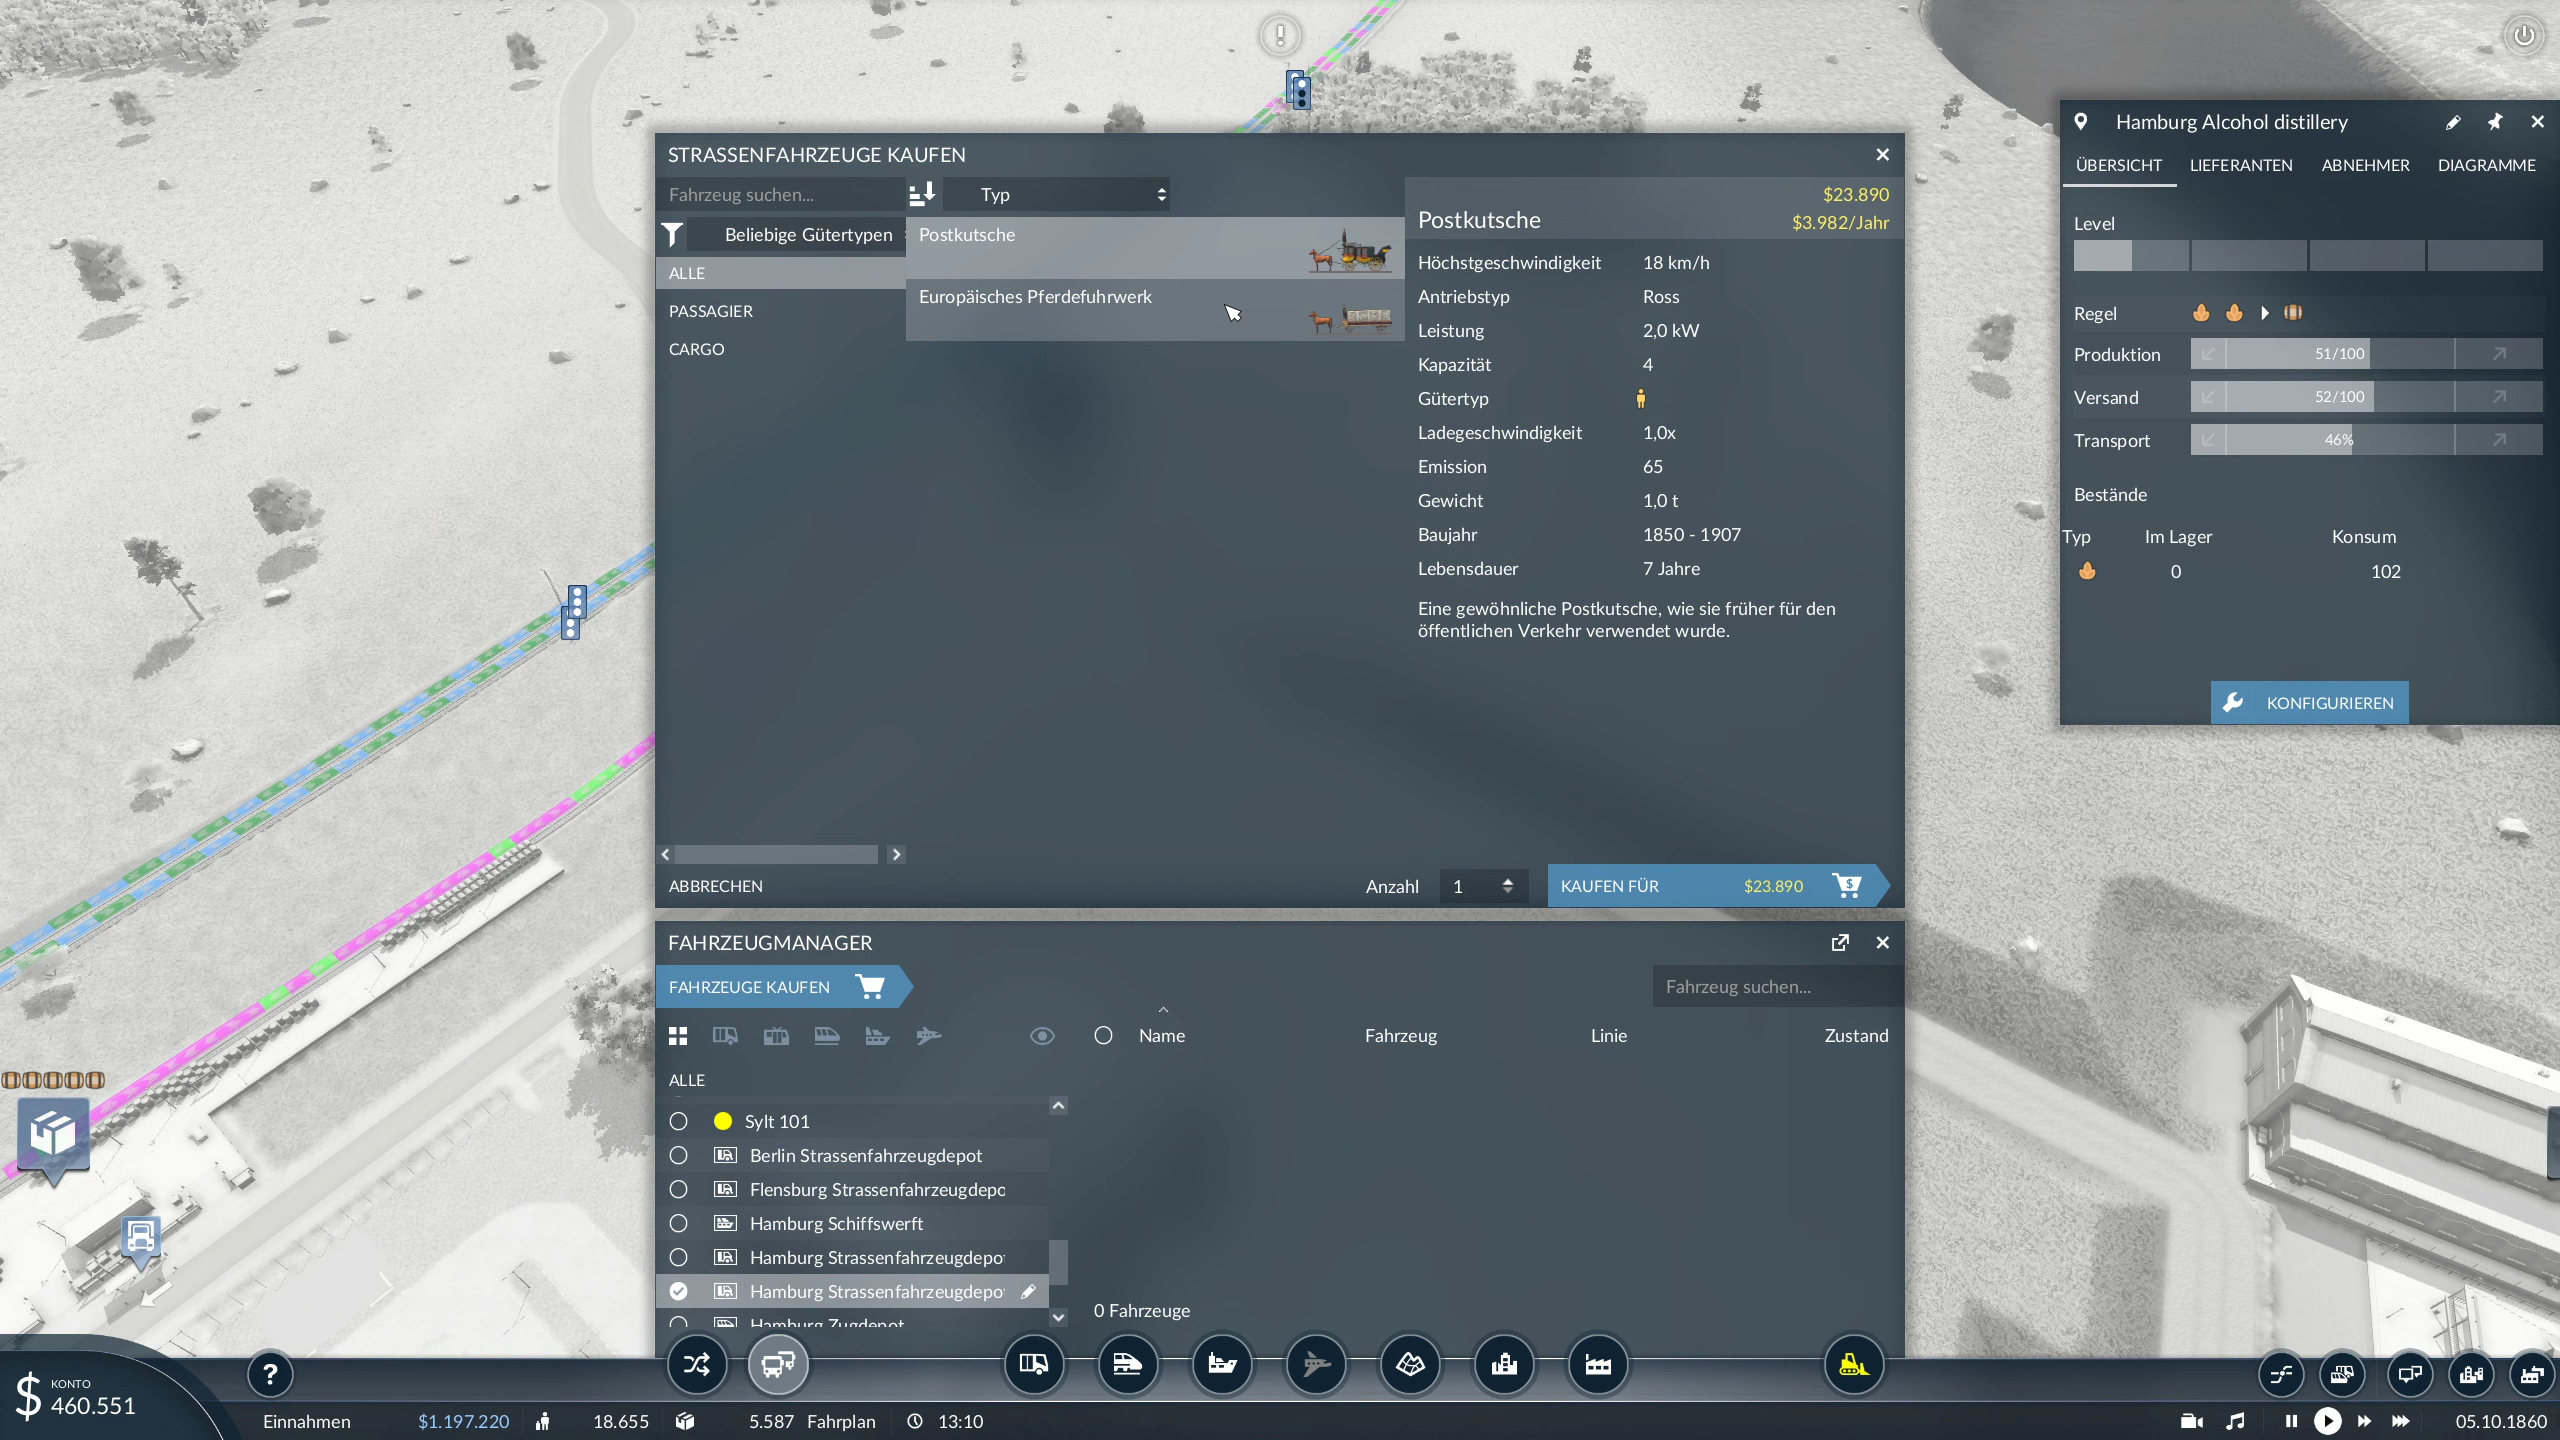 STRASSENFAHRZEUGE KAUFEN
Fahrzeug suchen...
Typ
Beliebige Gütertypen
ALLE
PASSAGIER
CARGO
Postkutsche
Europäisches Pferdefuhrwerk
$23.890
Postkutsche
$3.982/Jahr
Höchstgeschwindigkeit 18 km/h
Antriebstyp Ross
Leistung 2,0 kW
Kapazität 4
Gütertyp
Ladegeschwindigkeit 1,0x
Emission 65
Gewicht 1,0 t
Baujahr 1850 - 1907
Lebensdauer 7 Jahre
Eine gewöhnliche Postkutsche, wie sie früher für den
öffentlichen Verkehr verwendet wurde.
ABBRECHEN
Anzahl 1
KAUFEN FÜR $23.890
Hamburg Alcohol distillery
ÜBERSICHT LIEFERANTEN ABNEHMER DIAGRAMME
Level
Regel
Produktion 51/100
Versand 52/100
Transport 46%
Bestände
Typ Im Lager Konsum
0 102
KONFIGURIEREN
FAHRZEUGMANAGER
FAHRZEUGE KAUFEN
Fahrzeug suchen...
Name Fahrzeug Linie Zustand
ALLE
Sylt 101
Berlin Strassenfahrzeugdepot
Flensburg Strassenfahrzeugdepo
Hamburg Schiffswerft
Hamburg Strassenfahrzeugdepo
Hamburg Strassenfahrzeugdepo
Hamburg Zugdepot
0 Fahrzeuge
KONTO
$ 460.551
?
Einnahmen $1.197.220 18.655 5.587 Fahrplan 13:10
05.10.1860